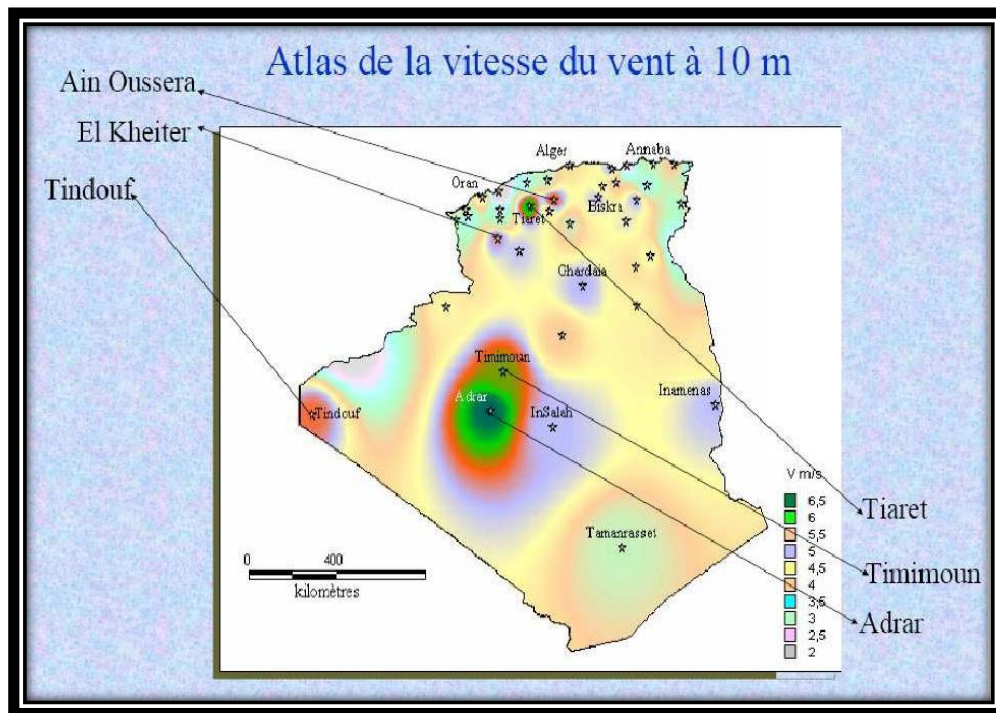 Atlas de la vitesse du vent à 10 m
Ain Oussera
El Kheiter
Tindouf
Alger
Annaba
Oran
Tiaret
Biskra
Ghardaia
Timimoun
Adrar
InSalah
Inamenas
Tindouf
Tamanrasset
0 400
kilomètres
V m/s
6,5
6
5,5
5
4,5
4
3,5
3
2,5
2
Tiaret
Timimoun
Adrar